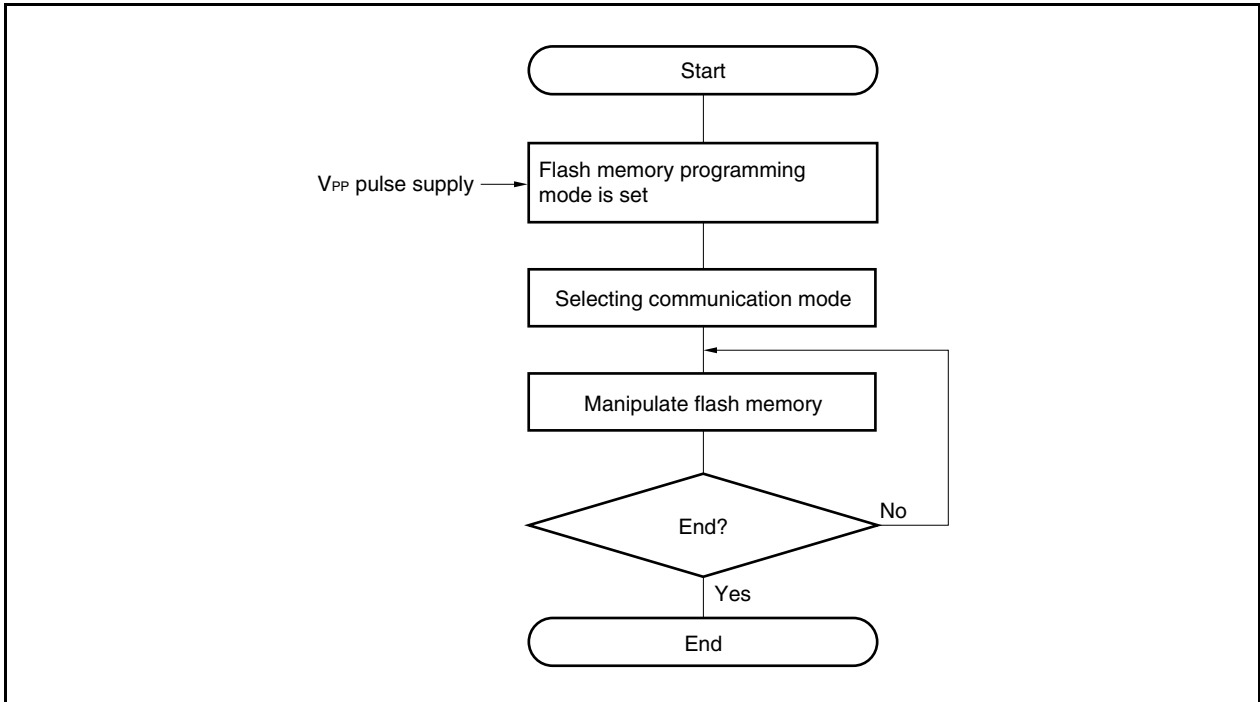 Start
VPP pulse supply
Flash memory programming
mode is set
Selecting communication mode
Manipulate flash memory
End?
No
Yes
End